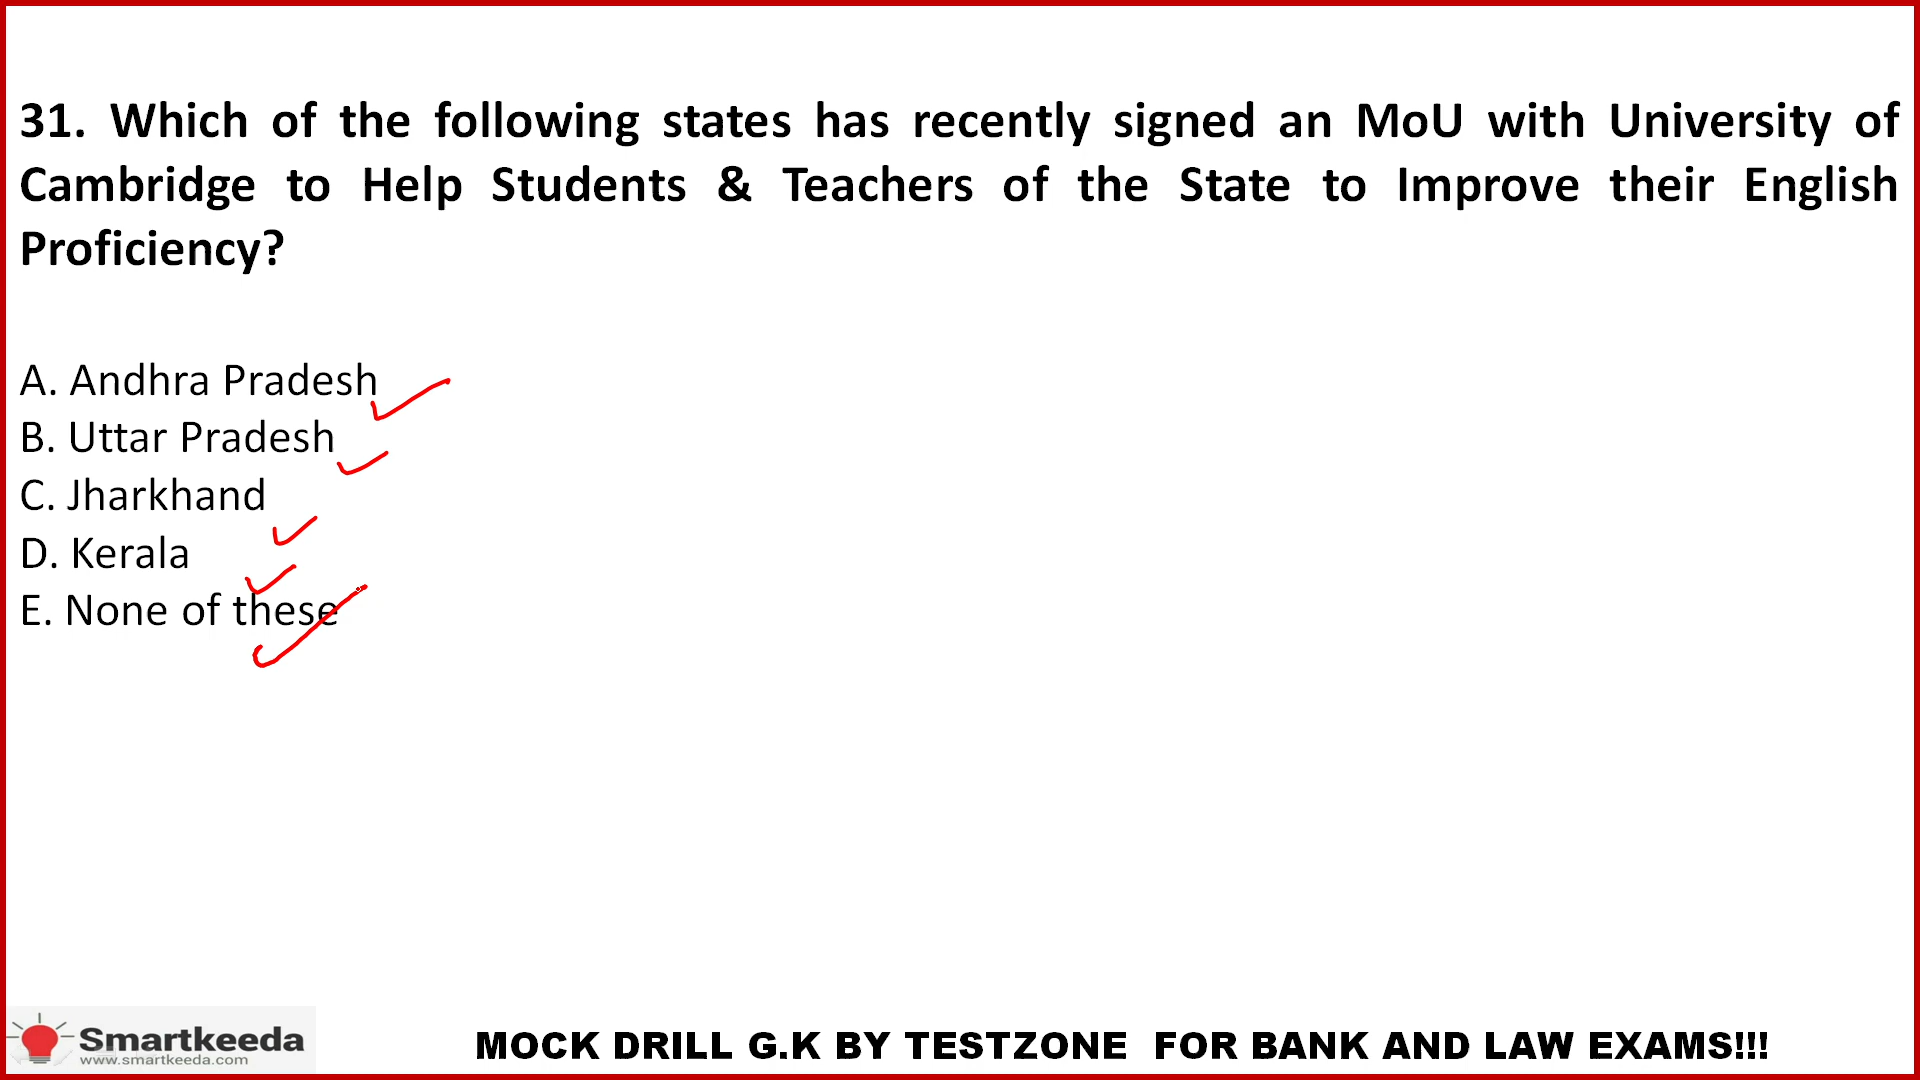 31. Which of the following states has recently signed an MoU with University of
Cambridge to Help Students & Teachers of the State to Improve their English
Proficiency?
A. Andhra Pradesh
B. Uttar Pradesh
C. Jharkhand
D. Kerala
E. None of these
Smartkeeda
www.smartkeeda.com
MOCK DRILL G.K BY TESTZONE FOR BANK AND LAW EXAMS!!!